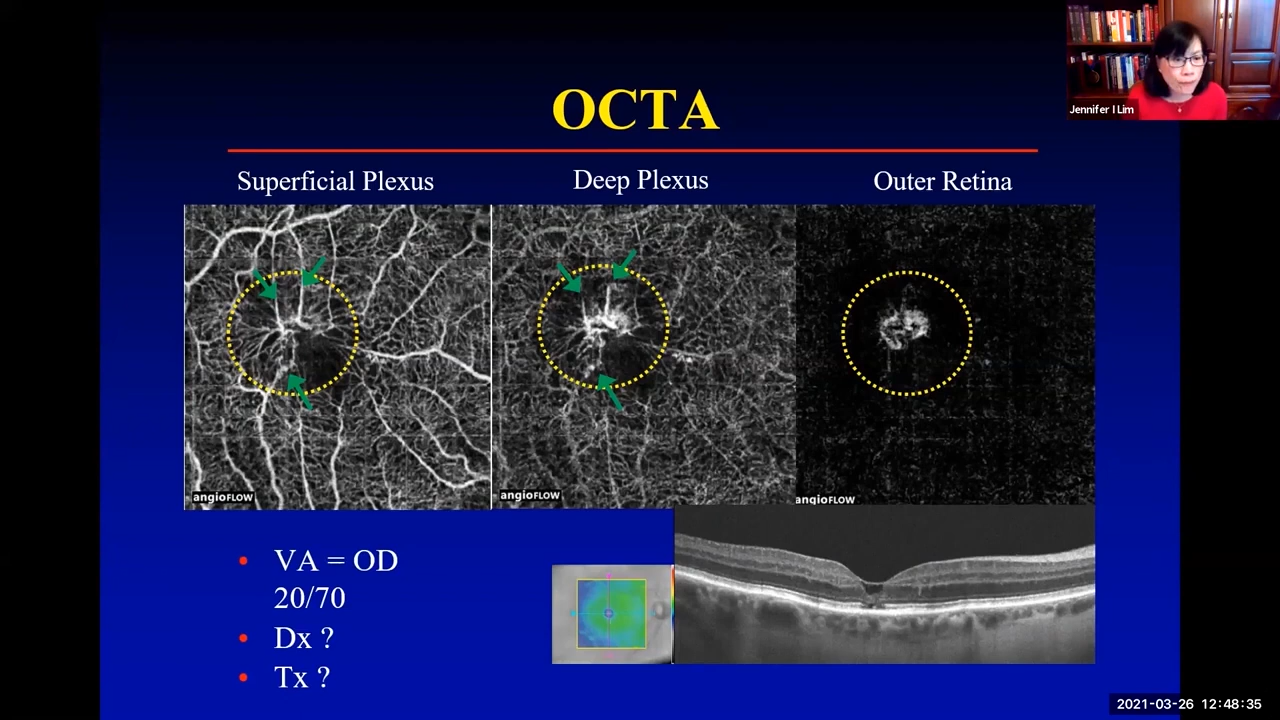 Jennifer I Lim
OCTA
Superficial Plexus
Deep Plexus
Outer Retina
angioFLOW
angioFLOW
angioFLOW
• VA = OD
20/70
• Dx ?
• Tx ?
2021-03-26 12:48:35